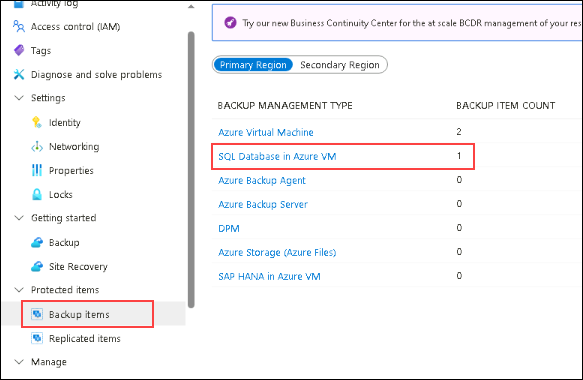 Activity log
Access control (IAM)
Tags
Diagnose and solve problems
Settings
Identity
Networking
Properties
Locks
Getting started
Backup
Site Recovery
Protected items
Backup items
Replicated items
Manage
Try our new Business Continuity Center for the at scale BCDR management of your res
Primary Region Secondary Region
BACKUP MANAGEMENT TYPE BACKUP ITEM COUNT
Azure Virtual Machine 2
SQL Database in Azure VM 1
Azure Backup Agent 0
Azure Backup Server 0
DPM 0
Azure Storage (Azure Files) 0
SAP HANA in Azure VM 0